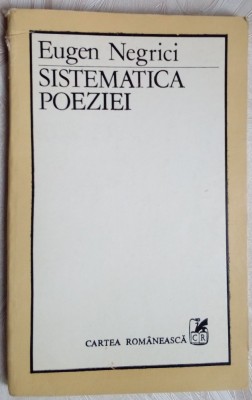 Eugen Negrici
SISTEMATICA
POEZIEI
CARTEA ROMÂNEASCĂ
CR